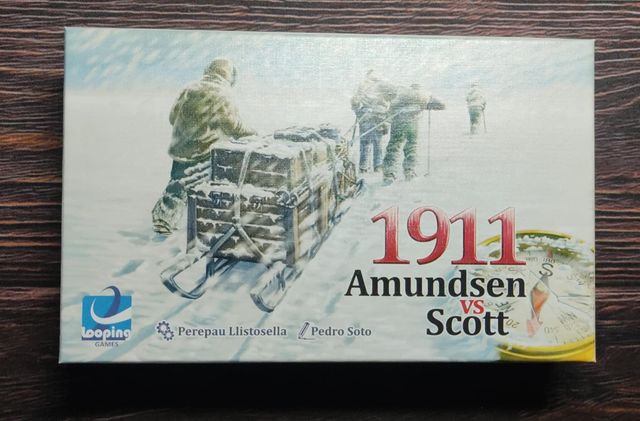 1911
Amundsen
vs
Scott
Looping
GAMES
Perepau Llistosella
Pedro Soto
S